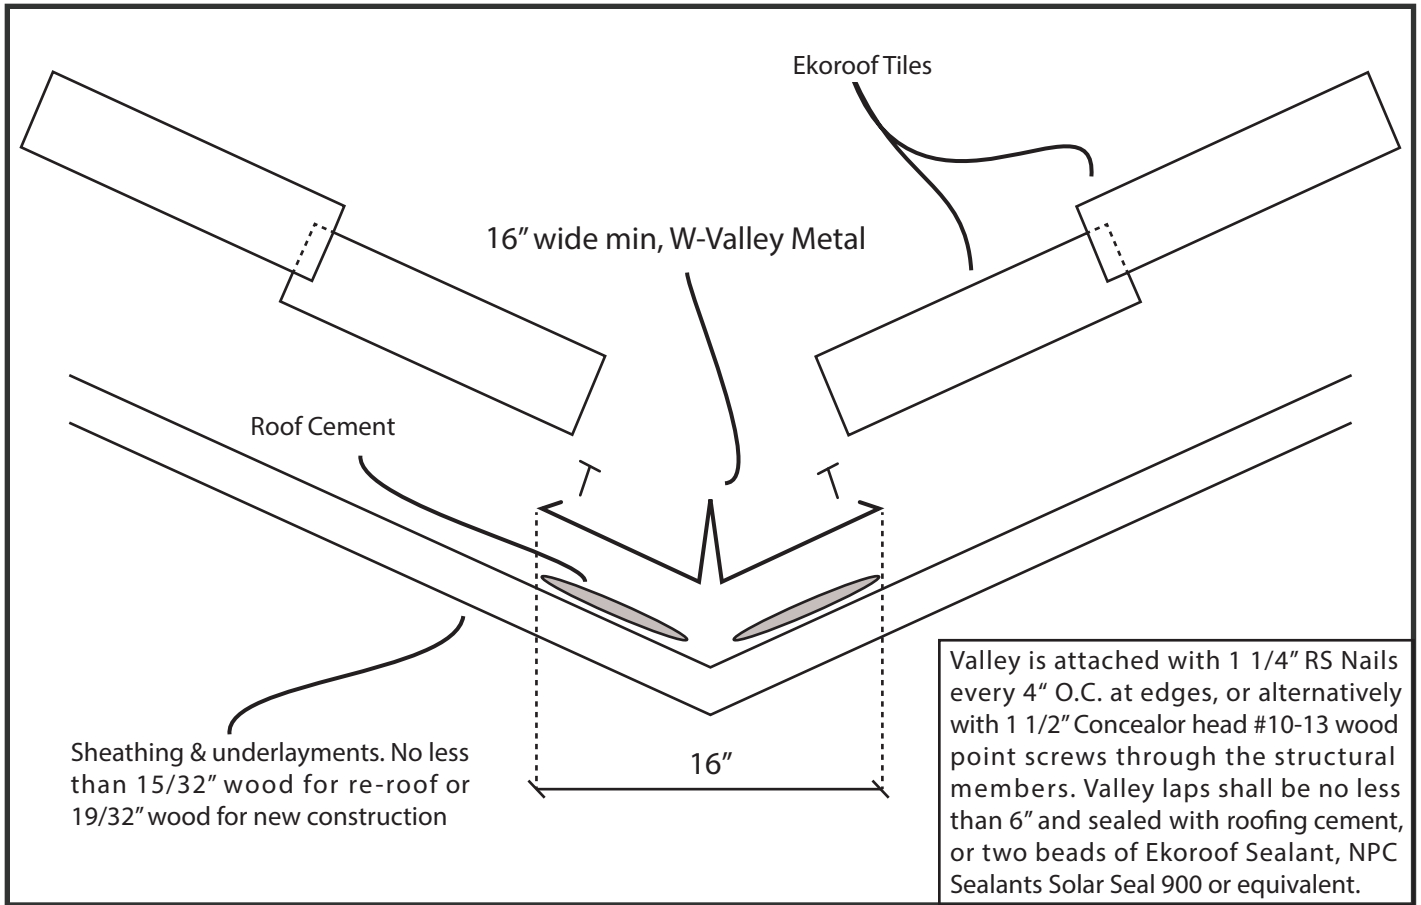 Ekoroof Tiles
16” wide min, W-Valley Metal
Roof Cement
Sheathing & underlayments. No less
than 15/32” wood for re-roof or
19/32” wood for new construction
16”
Valley is attached with 1 1/4” RS Nails
every 4“ O.C. at edges, or alternatively
with 1 1/2” Concealor head #10-13 wood
point screws through the structural
members. Valley laps shall be no less
than 6” and sealed with roofing cement,
or two beads of Ekoroof Sealant, NPC
Sealants Solar Seal 900 or equivalent.